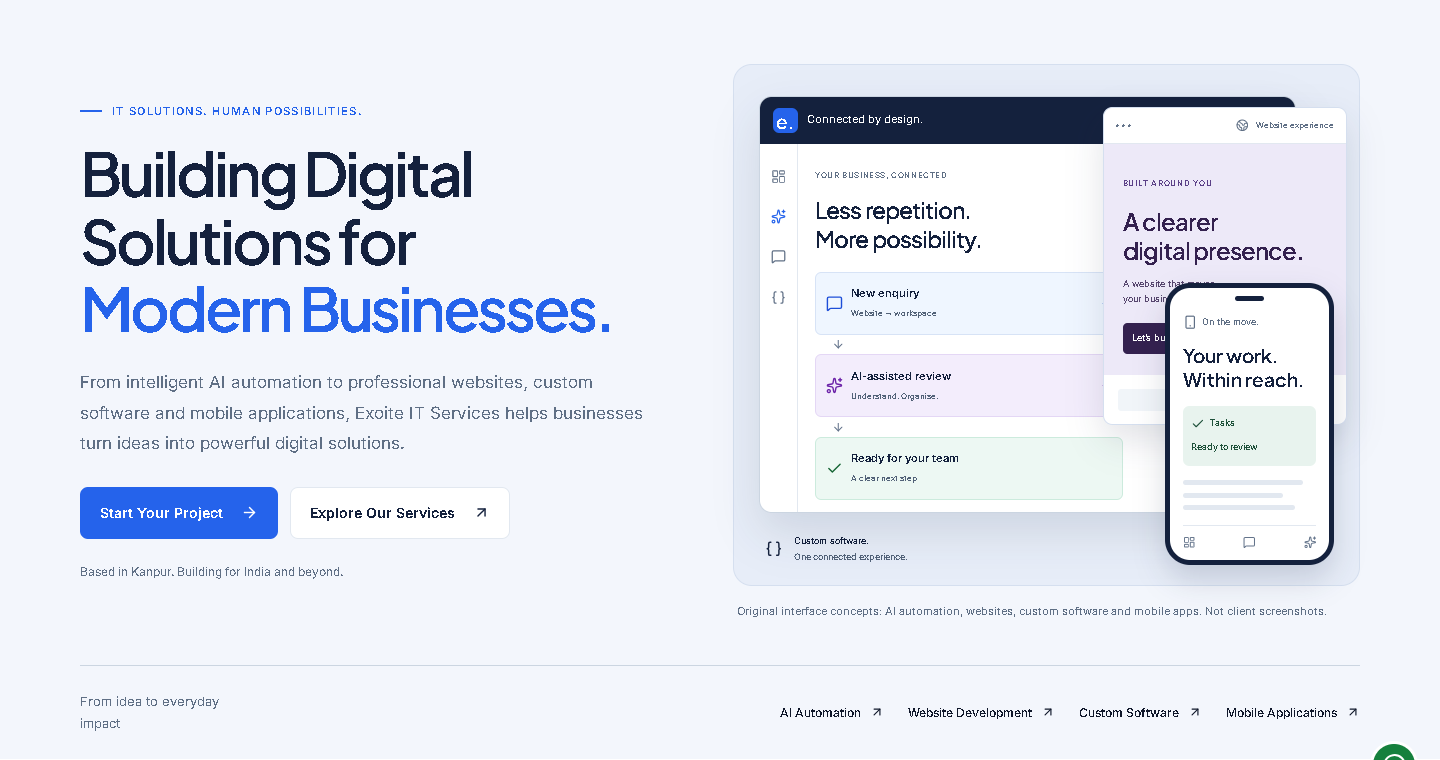 IT SOLUTIONS. HUMAN POSSIBILITIES.
Building Digital
Solutions for
Modern Businesses.
From intelligent AI automation to professional websites, custom
software and mobile applications, Exoite IT Services helps businesses
turn ideas into powerful digital solutions.
Start Your Project
Explore Our Services
Based in Kanpur. Building for India and beyond.
e.
Connected by design.
YOUR BUSINESS, CONNECTED
Less repetition.
More possibility.
New enquiry
Website → workspace
AI-assisted review
Understand. Organise.
Ready for your team
A clear next step
Custom software.
One connected experience.
Website experience
BUILT AROUND YOU
A clearer
digital presence.
A website that
your
Let's
On the move.
Your work.
Within reach.
Tasks
Ready to review
Original interface concepts: AI automation, websites, custom software and mobile apps. Not client screenshots.
From idea to everyday
impact
AI Automation
Website Development
Custom Software
Mobile Applications